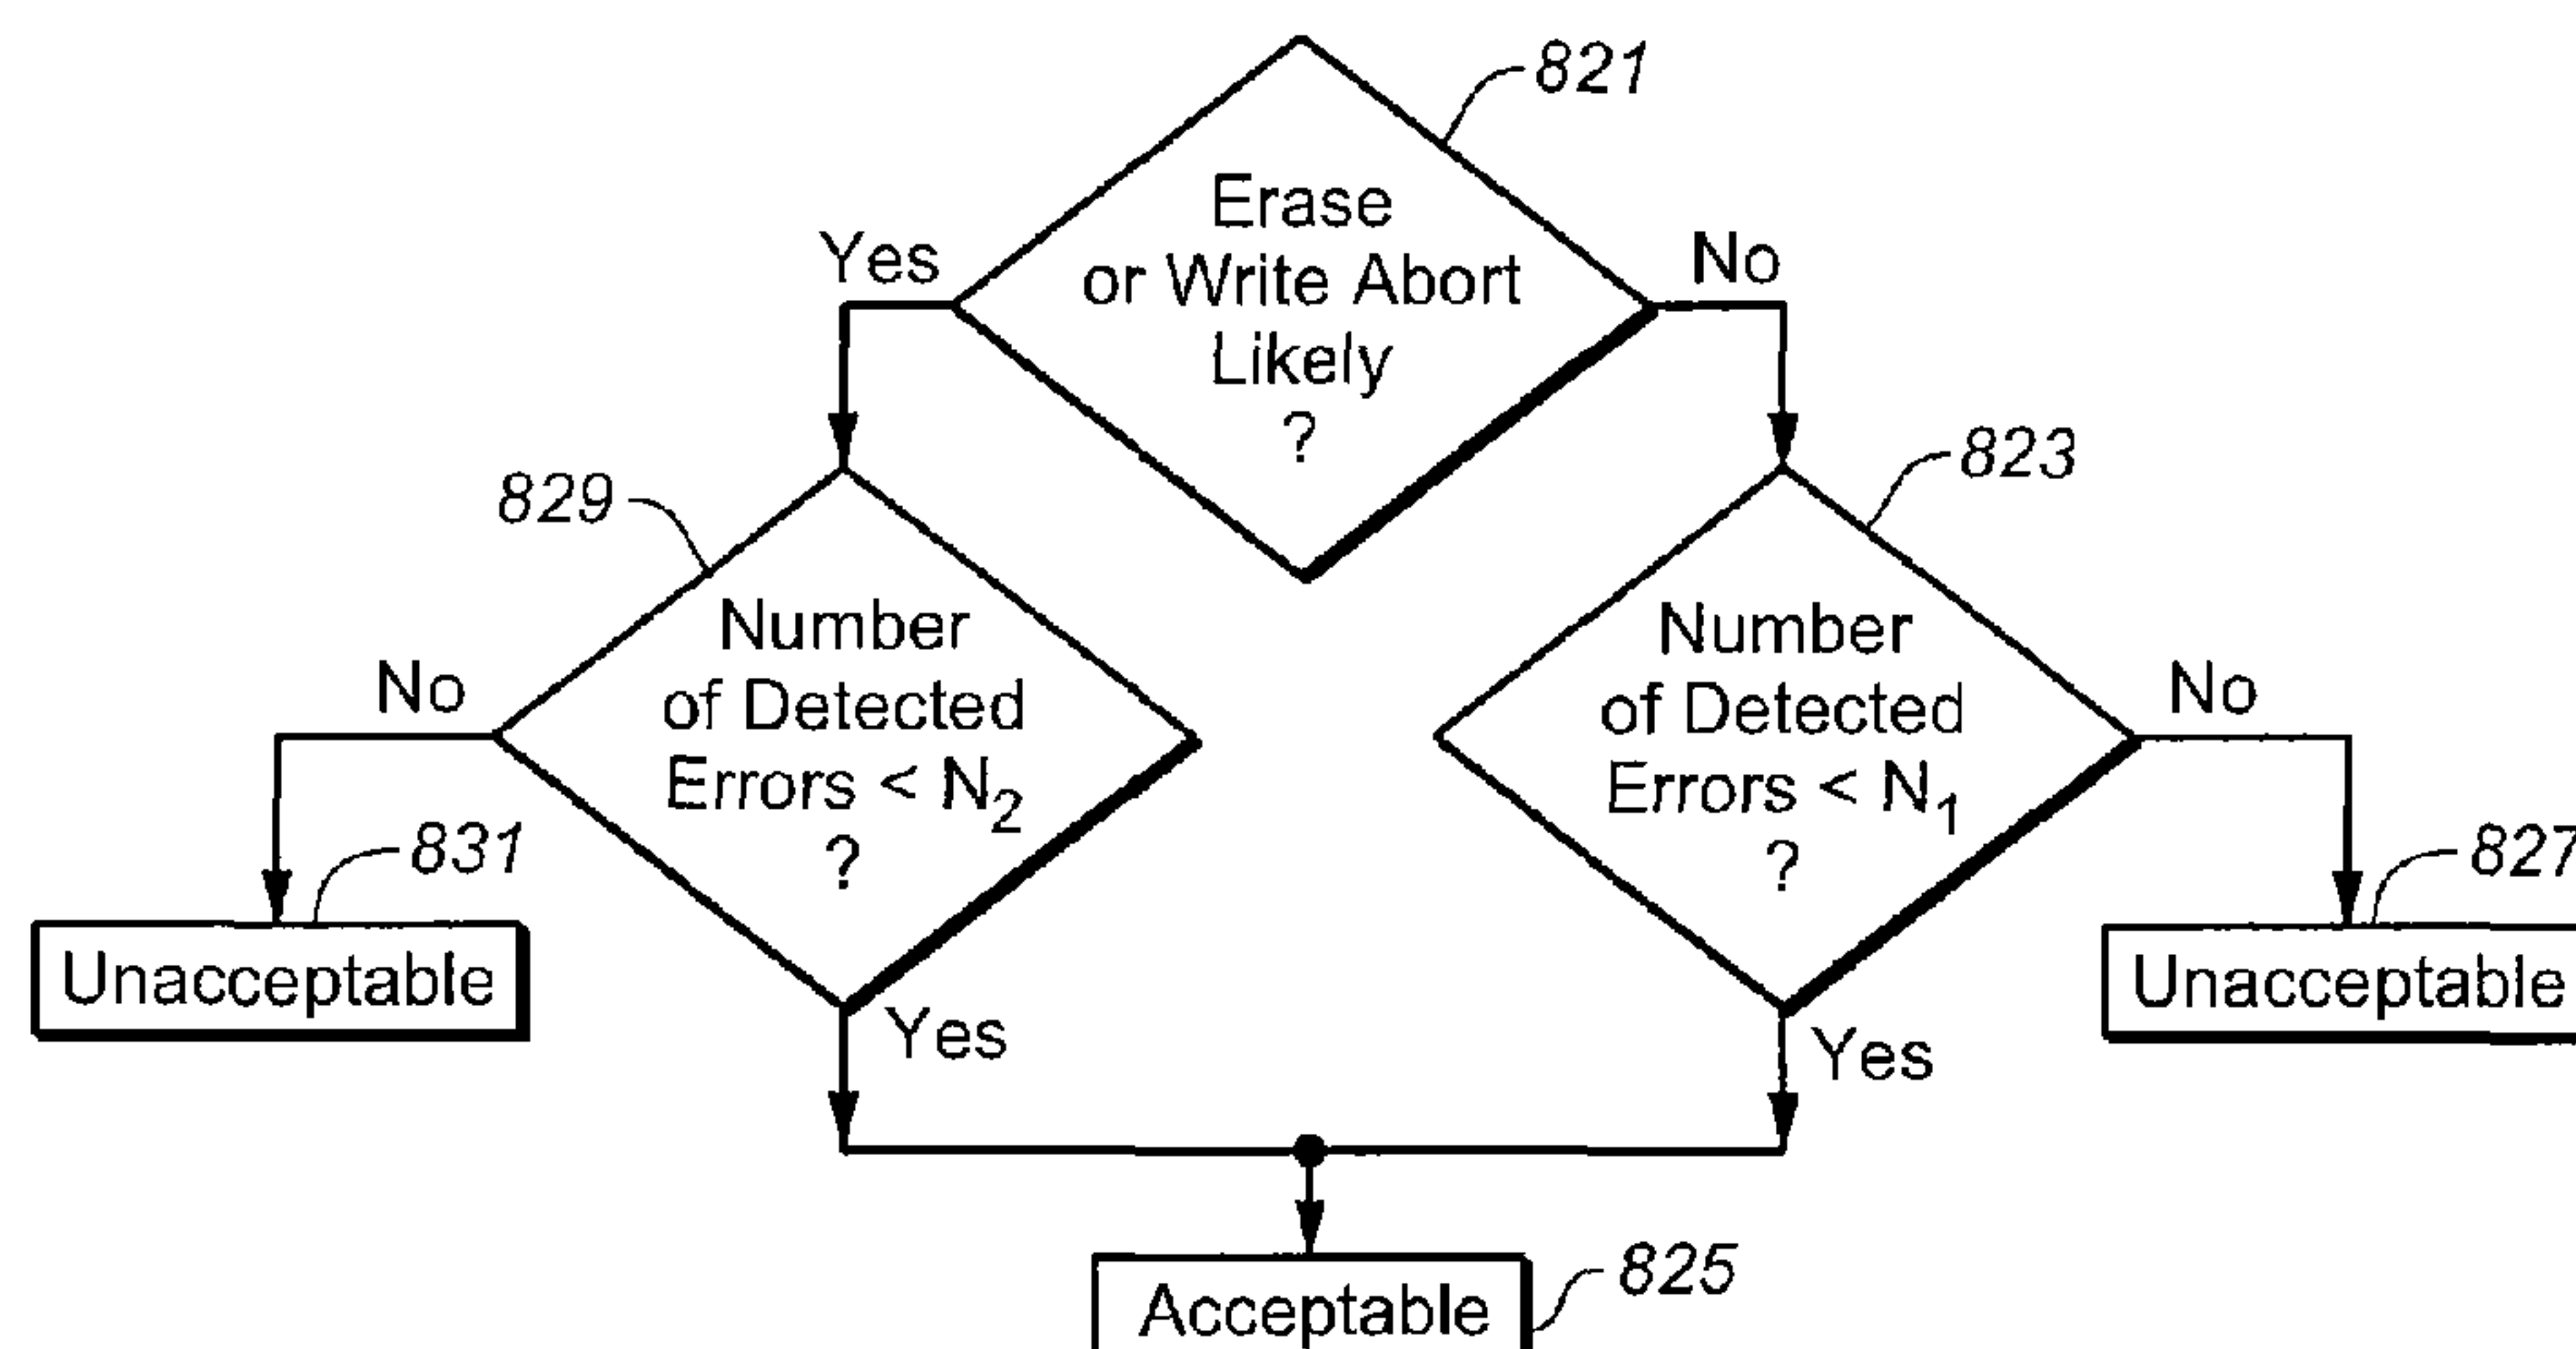 821
Erase
or Write Abort
Likely
?
Yes
No
829
823
Number
of Detected
Errors < N2
?
Number
of Detected
Errors < N1
?
No
No
831
827
Unacceptable
Unacceptable
Yes
Yes
Acceptable
825